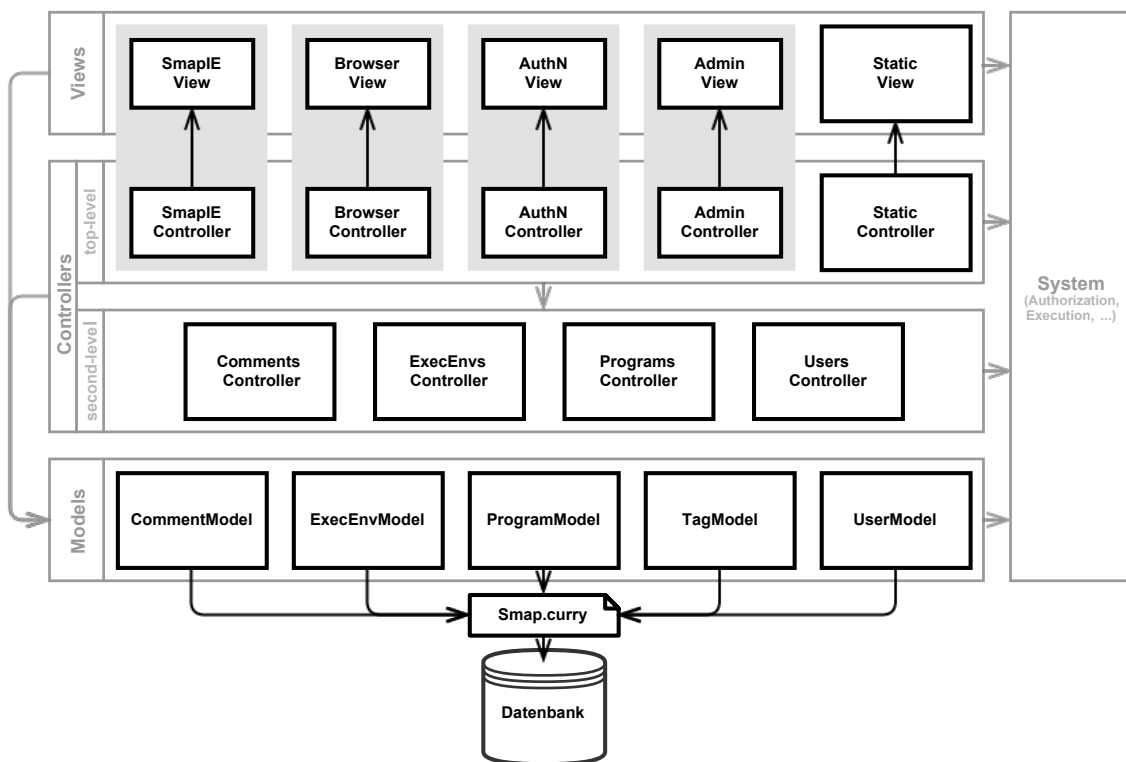 Views
SmapIE
View
Browser
View
AuthN
View
Admin
View
Static
View
Controllers
top-level
SmapIE
Controller
Browser
Controller
AuthN
Controller
Admin
Controller
Static
Controller
System
(Authorization,
Execution, ...)
second-level
Comments
Controller
ExecEnvs
Controller
Programs
Controller
Users
Controller
Models
CommentModel
ExecEnvModel
ProgramModel
TagModel
UserModel
Smap.curry
Datenbank